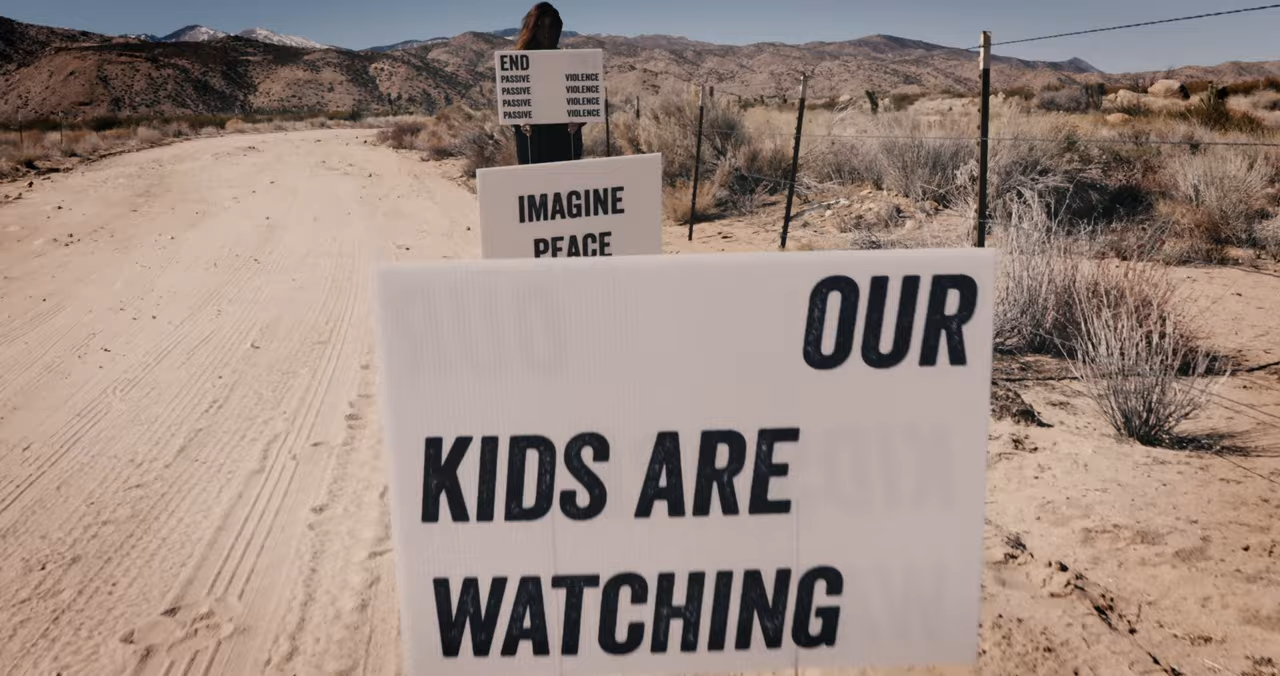 END
PASSIVE VIOLENCE
PASSIVE VIOLENCE
PASSIVE VIOLENCE
PASSIVE VIOLENCE
IMAGINE
PEACE
OUR
KIDS ARE
WATCHING